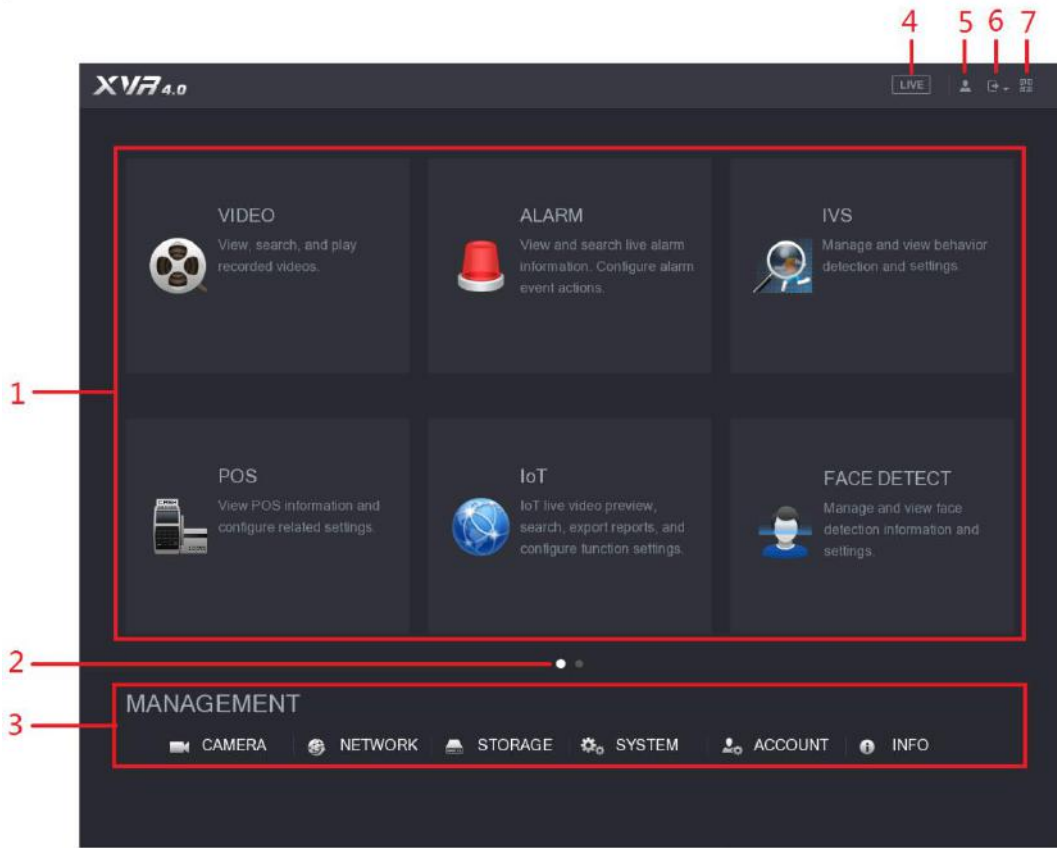 4 5 6 7
XVR 4.0
LIVE
VIDEO
View, search, and play
recorded videos.
ALARM
View and search live alarm
information. Configure alarm
event actions.
IVS
Manage and view behavior
detection and settings.
1
POS
View POS information and
configure related settings.
IoT
IoT live video preview,
search, export reports, and
configure function settings.
FACE DETECT
Manage and view face
detection information and
settings.
2
MANAGEMENT
3
CAMERA NETWORK STORAGE SYSTEM ACCOUNT INFO